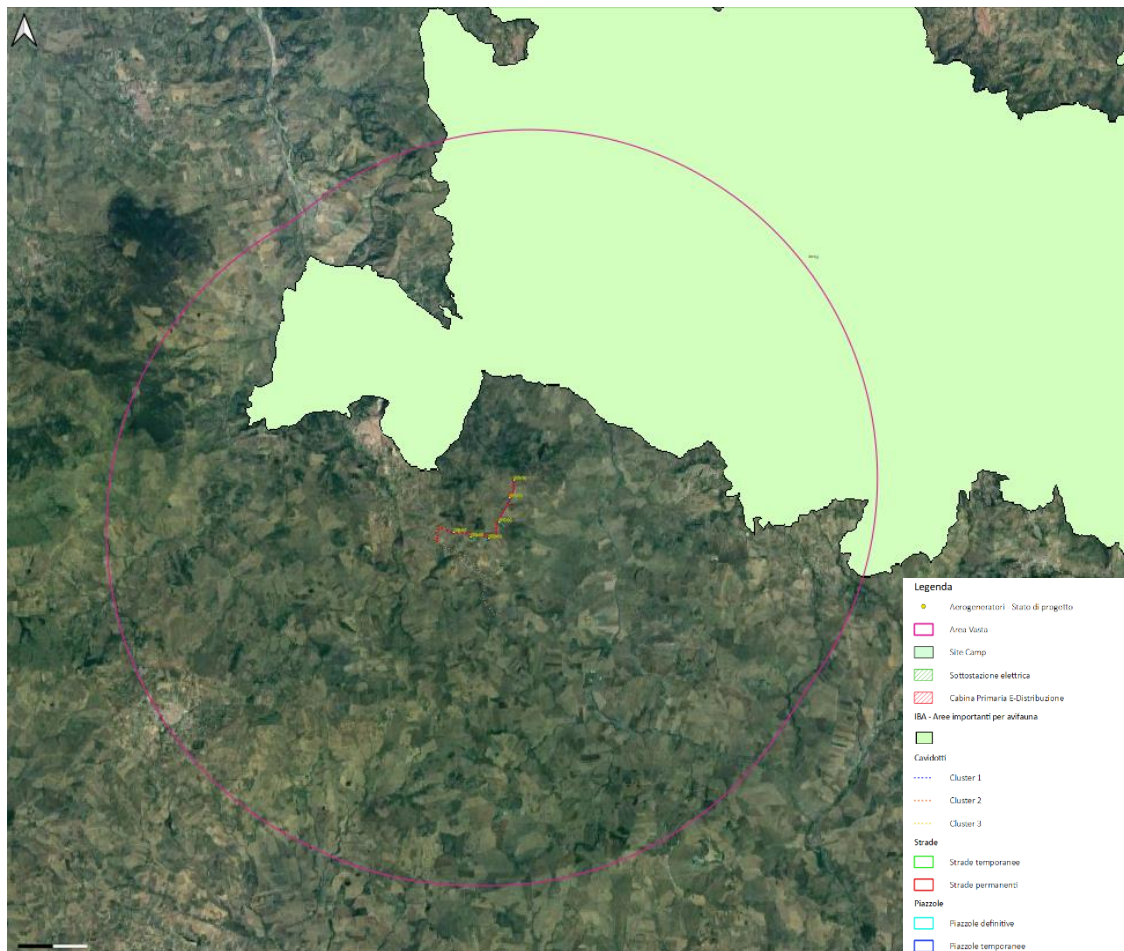 Legenda
Aerogeneratori - Stato di progetto
Area Vasta
Site Camp
Sottostazione elettrica
Cabina Primaria E-Distribuzione
IBA - Aree importanti per avifauna
Cavidotti
Cluster 1
Cluster 2
Cluster 3
Strade
Strade temporanee
Strade permanenti
Piazzole
Piazzole definitive
Piazzole temporanee